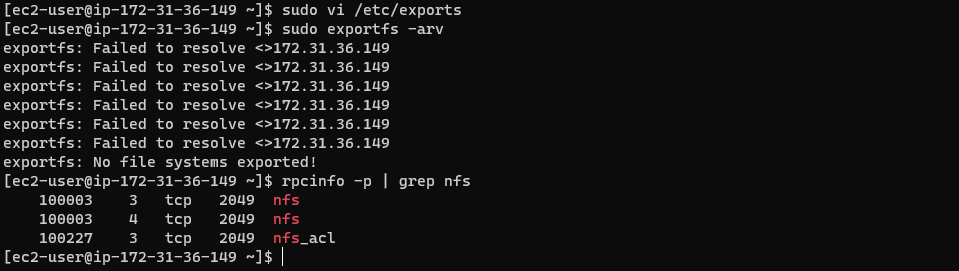 [ec2-user@ip-172-31-36-149 ~]$ sudo vi /etc/exports
[ec2-user@ip-172-31-36-149 ~]$ sudo exportfs -arv
exportfs: Failed to resolve <>172.31.36.149
exportfs: Failed to resolve <>172.31.36.149
exportfs: Failed to resolve <>172.31.36.149
exportfs: Failed to resolve <>172.31.36.149
exportfs: Failed to resolve <>172.31.36.149
exportfs: Failed to resolve <>172.31.36.149
exportfs: No file systems exported!
[ec2-user@ip-172-31-36-149 ~]$ rpcinfo -p | grep nfs
    100003    3   tcp   2049  nfs
    100003    4   tcp   2049  nfs
    100227    3   tcp   2049  nfs_acl
[ec2-user@ip-172-31-36-149 ~]$